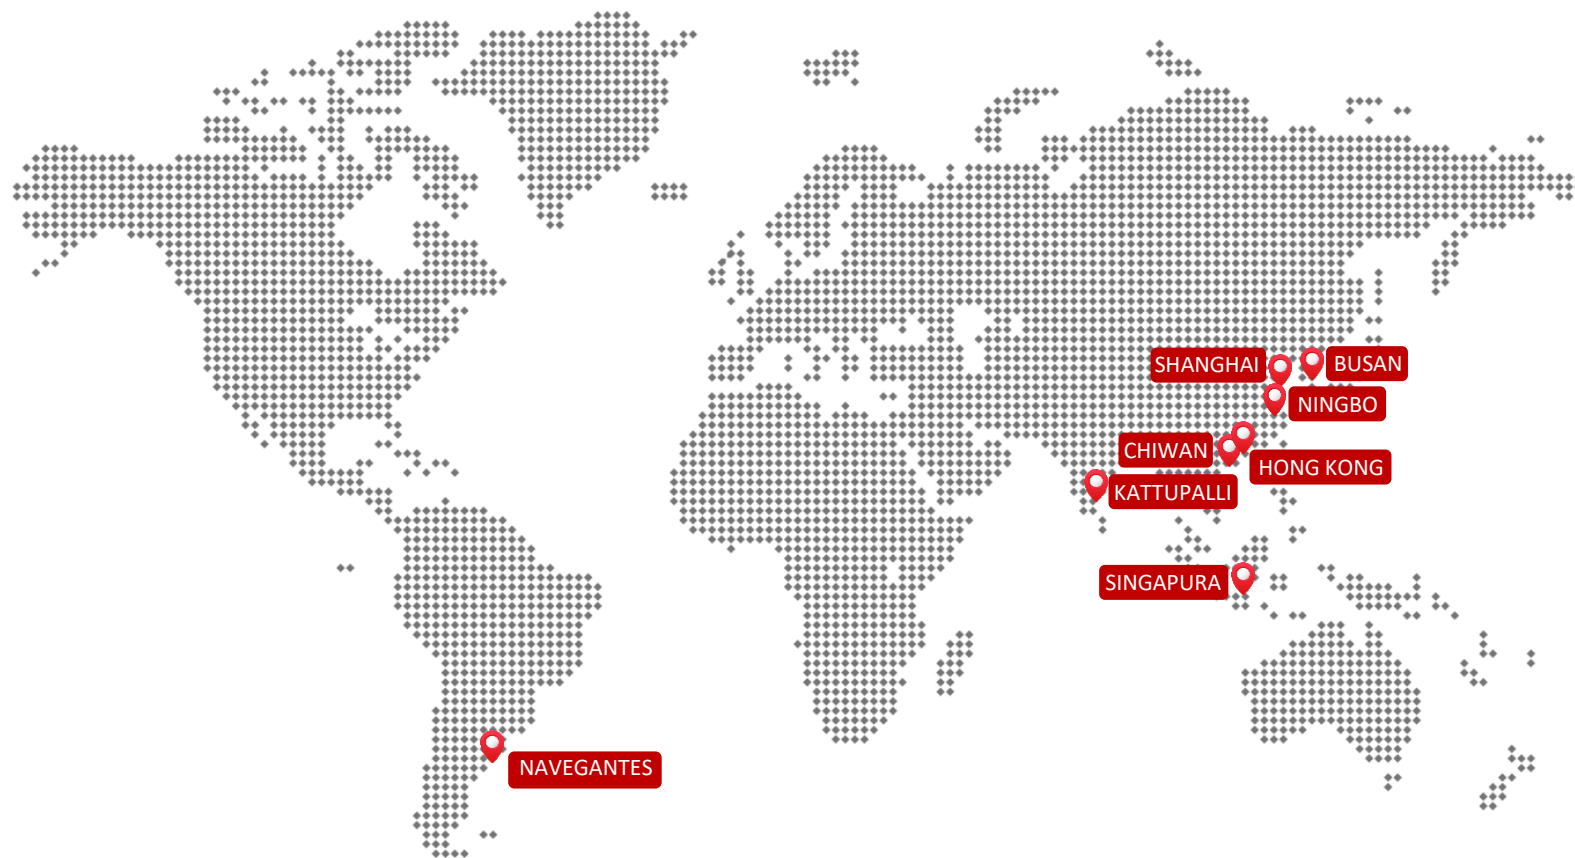 SHANGHAI
BUSAN
NINGBO
CHIWAN
HONG KONG
KATTUPALLI
SINGAPURA
NAVEGANTES